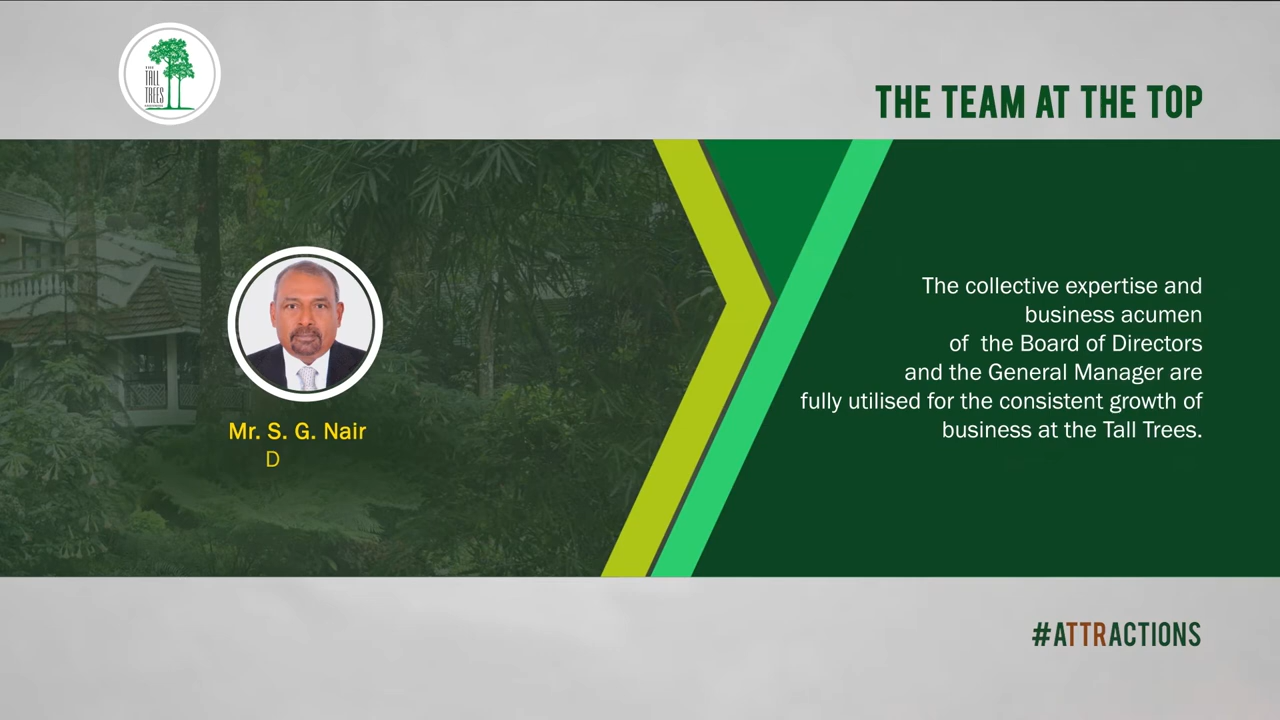 THE
TALL
TREES
THE TEAM AT THE TOP
Mr. S. G. Nair
D
The collective expertise and
business acumen
of the Board of Directors
and the General Manager are
fully utilised for the consistent growth of
business at the Tall Trees.
#ATTRACTIONS